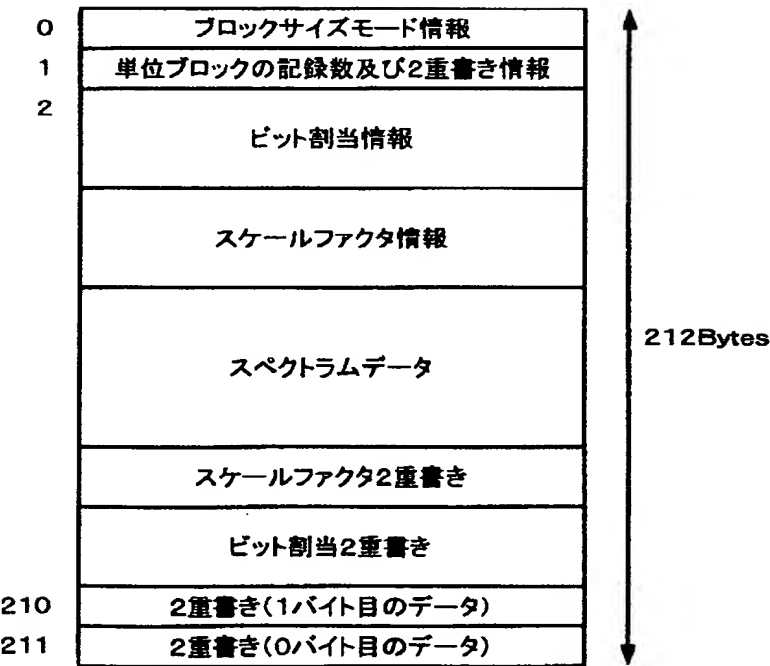 0 ブロックサイズモード情報
1 単位ブロックの記録数及び2重書き情報
2
ビット割当情報
スケールファクタ情報
スペクトラムデータ
212Bytes
スケールファクタ2重書き
ビット割当2重書き
210 2重書き(1バイト目のデータ)
211 2重書き(0バイト目のデータ)